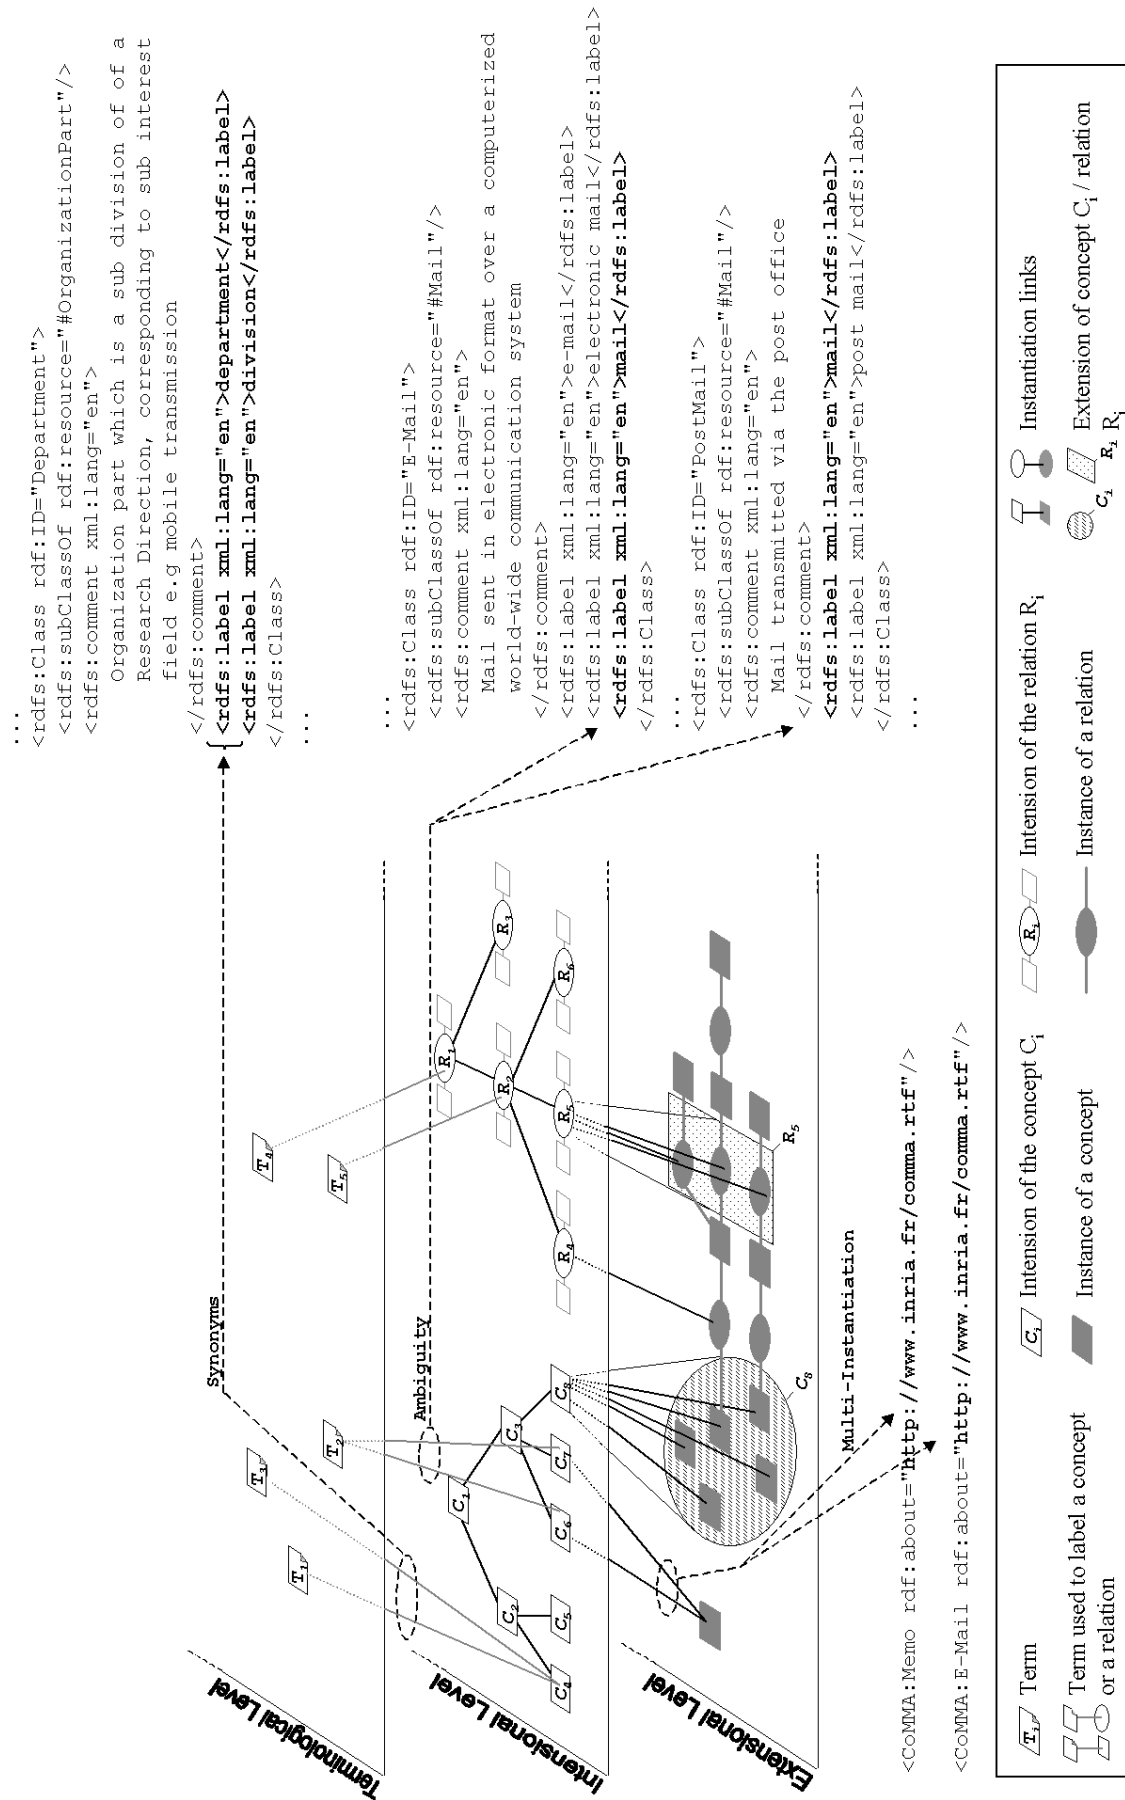 ...
<rdfs:Class rdf:ID="Department">
<rdfs:subClassOf rdf:resource="#OrganizationPart"/>
<rdfs:comment xml:lang="en">
Organization part which is a sub division of of a
Research Direction, corresponding to sub interest
field e.g mobile transmission
</rdfs:comment>
<rdfs:label xml:lang="en">department</rdfs:label>
<rdfs:label xml:lang="en">division</rdfs:label>
</rdfs:Class>
...
<rdfs:Class rdf:ID="E-Mail">
<rdfs:subClassOf rdf:resource="#Mail"/>
<rdfs:comment xml:lang="en">
Mail sent in electronic format over a computerized
world-wide communication system
</rdfs:comment>
<rdfs:label xml:lang="en">e-mail</rdfs:label>
<rdfs:label xml:lang="en">electronic mail</rdfs:label>
<rdfs:label xml:lang="en">mail</rdfs:label>
</rdfs:Class>
...
<rdfs:Class rdf:ID="PostMail">
<rdfs:subClassOf rdf:resource="#Mail"/>
<rdfs:comment xml:lang="en">
Mail transmitted via the post office
</rdfs:comment>
<rdfs:label xml:lang="en">mail</rdfs:label>
<rdfs:label xml:lang="en">post mail</rdfs:label>
</rdfs:Class>
...
Synonyms
Terminological Level
T1
T3
T2
T5
T4
Ambiguity
Intensional Level
C1
C2
C3
C4
C5
C6
C7
C8
R1
R2
R3
R4
R5
R6
Extensional Level
C8
R5
Multi-Instantiation
<CoMMA:Memo rdf:about="http://www.inria.fr/comma.rtf"/>
<CoMMA:E-Mail rdf:about="http://www.inria.fr/comma.rtf"/>
Ti Term
Ci Intension of the concept Ci
Ri Intension of the relation Ri
Instantiation links
Term used to label a concept
or a relation
Instance of a concept
Instance of a relation
Ci Ri Extension of concept Ci / relation
Ri